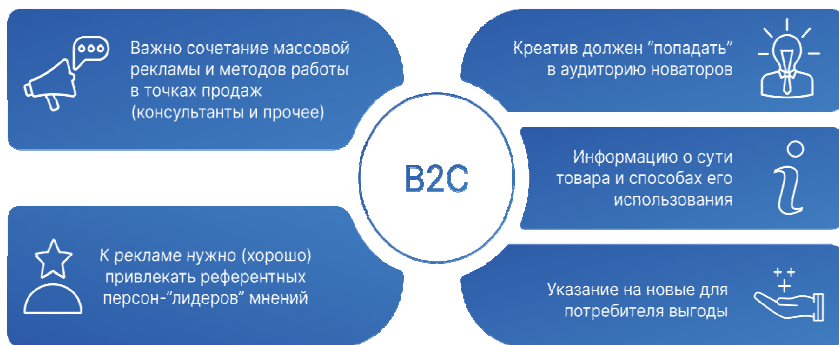 Важно сочетание массовой
рекламы и методов работы
в точках продаж
(консультанты и прочее)
К рекламе нужно (хорошо)
привлекать референтных
персон-"лидеров" мнений
B2C
Креатив должен "попадать"
в аудиторию новаторов
Информацию о сути
товара и способах его
использования
Указание на новые для
потребителя выгоды